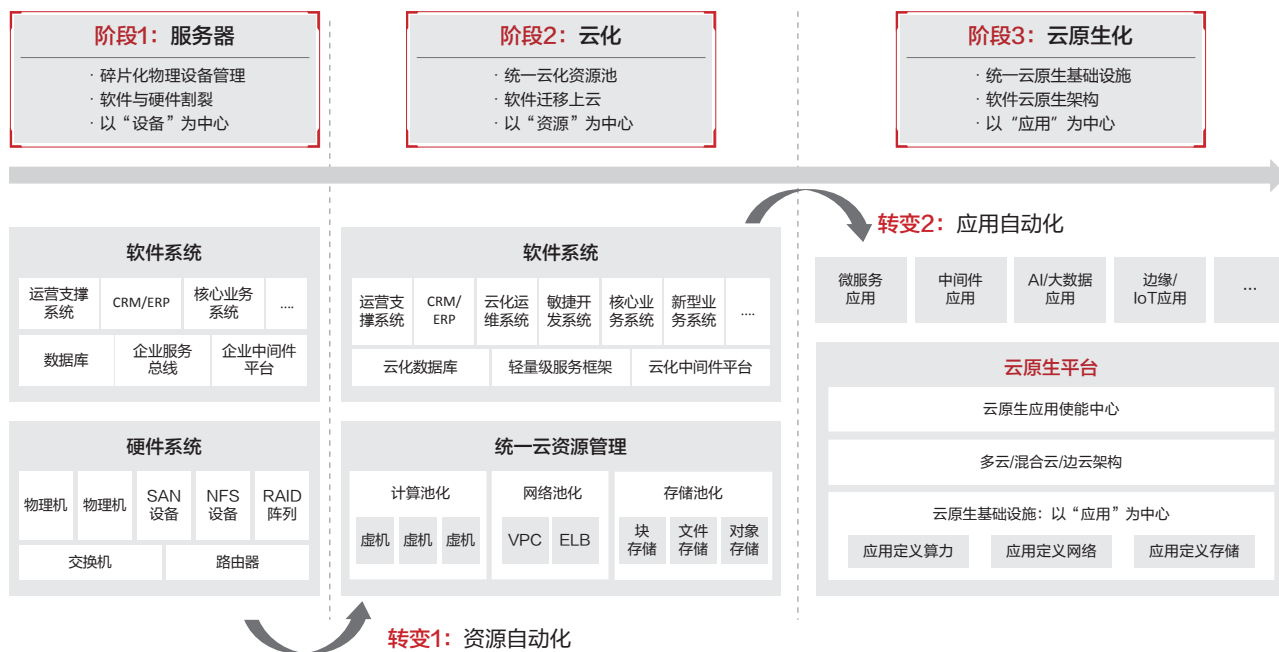 阶段1：服务器
· 碎片化物理设备管理
· 软件与硬件割裂
· 以“设备”为中心
阶段2：云化
· 统一云化资源池
· 软件迁移上云
· 以“资源”为中心
阶段3：云原生化
· 统一云原生基础设施
· 软件云原生架构
· 以“应用”为中心
软件系统
运营支撑
系统
CRM/ERP
核心业务
系统
....
数据库
企业服务
总线
企业中间件
平台
硬件系统
物理机
物理机
SAN
设备
NFS
设备
RAID
阵列
交换机
路由器
转变1：资源自动化
软件系统
运营支
撑系统
CRM/
ERP
云化运
维系统
敏捷开
发系统
核心业
务系统
新型业
务系统
....
云化数据库
轻量级服务框架
云化中间件平台
统一云资源管理
计算池化
虚机
虚机
虚机
网络池化
VPC
ELB
存储池化
块
存储
文件
存储
对象
存储
转变2：应用自动化
微服务
应用
中间件
应用
AI/大数据
应用
边缘/
IoT应用
...
云原生平台
云原生应用使能中心
多云/混合云/边云架构
云原生基础设施：以“应用”为中心
应用定义算力
应用定义网络
应用定义存储